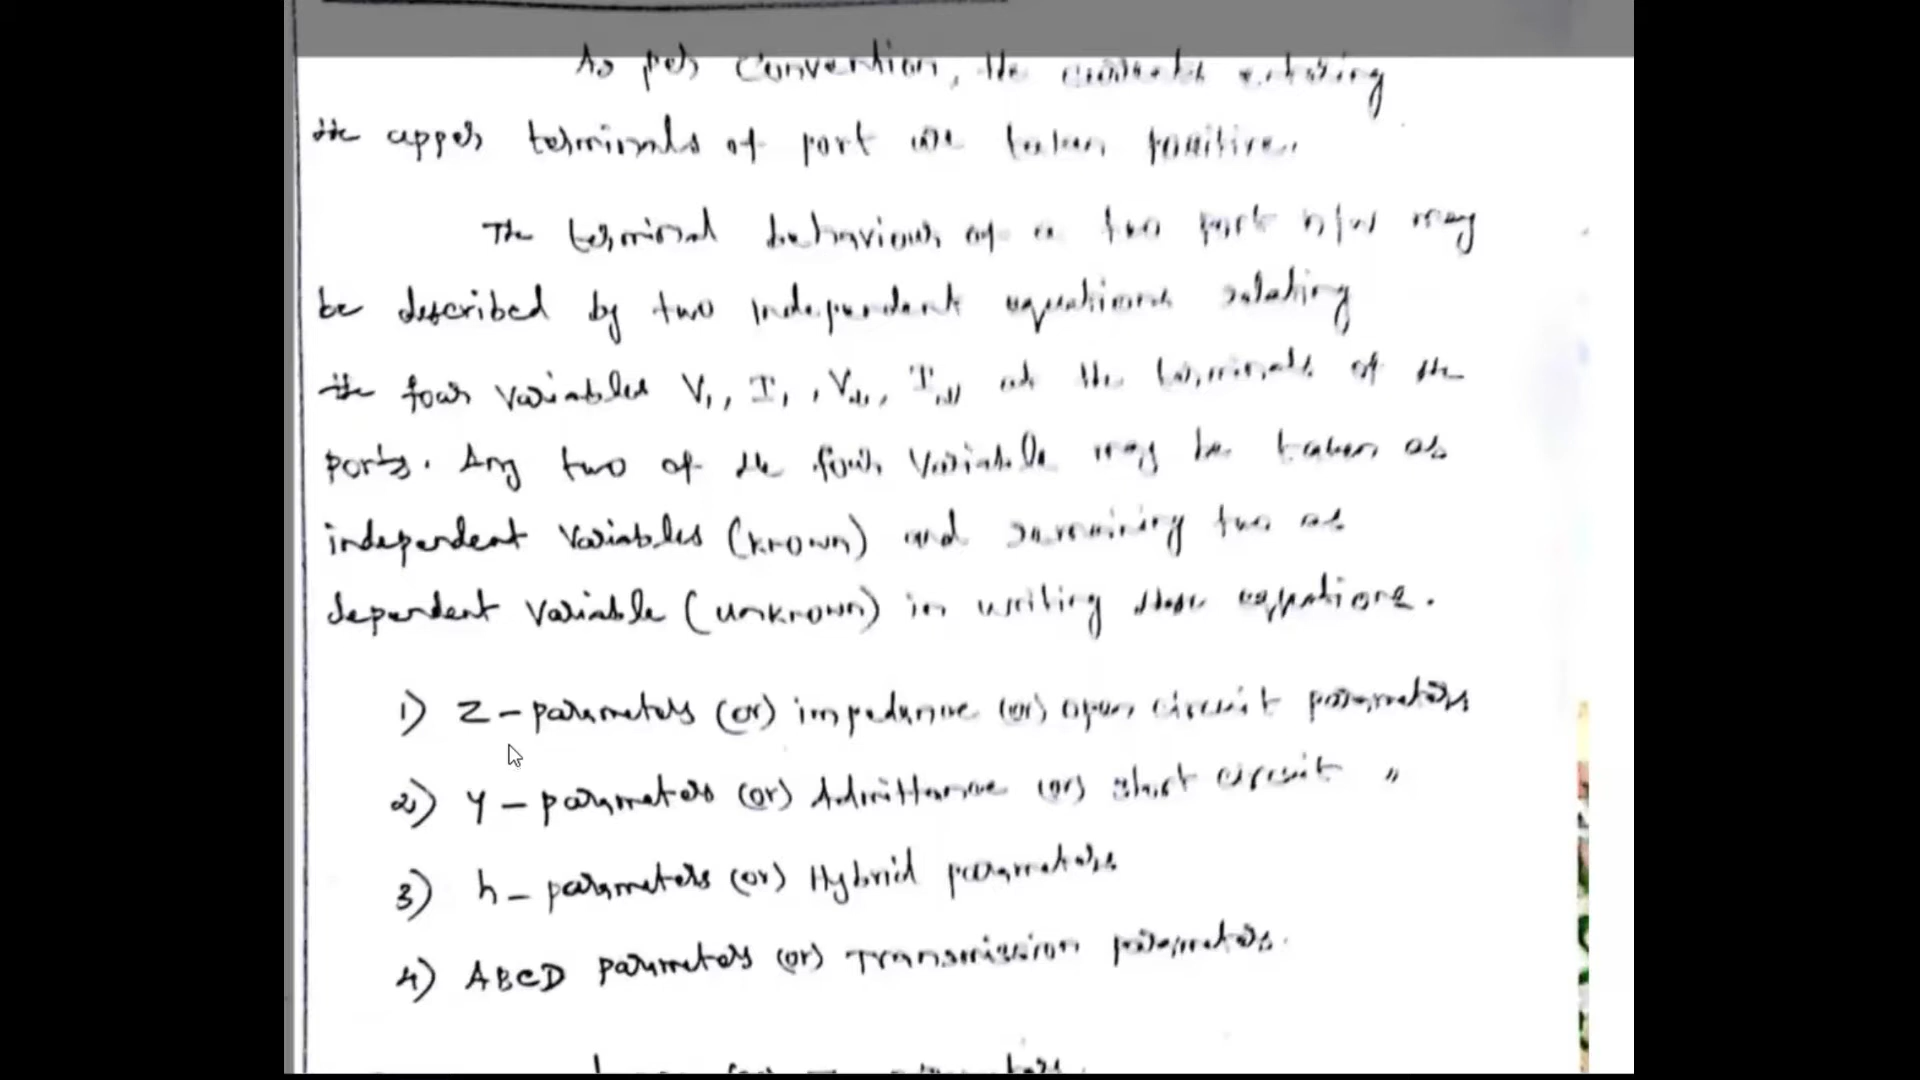 As per Convention, the currents entering
the upper terminals of port are taken positive.
The terminal behaviour of a two port n/w may
be described by two independent equations relating
the four variables V1, I1, V2, I2 at the terminals of the
ports. Any two of the four variable may be taken as
independent variables (known) and remaining two as
dependent variable (unknown) in writing these equations.
1) Z - parameters (or) impedance (or) open circuit parameters
2) Y - parameters (or) Admittance (or) short circuit "
3) h - parameters (or) Hybrid parameters
4) ABCD parameters (or) Transmission parameters.